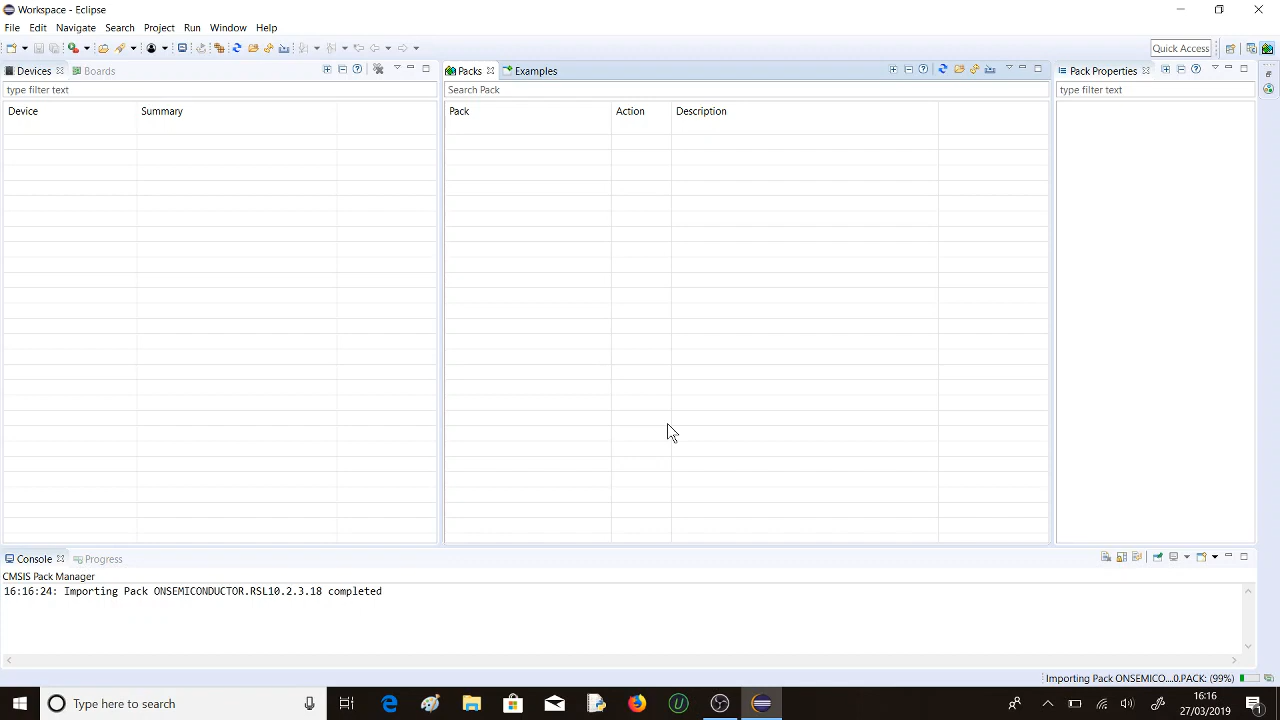 Workspace - Eclipse
File Edit Navigate Search Project Run Window Help
Quick Access
Devices Boards
Packs Examples
Pack Properties
type filter text
Search Pack
type filter text
Device Summary
Pack Action Description
Console Progress
CMSIS Pack Manager
16:16:24: Importing Pack ONSEMICONDUCTOR.RSL10.2.3.18 completed
Importing Pack ONSEMICO...0.PACK: (99%)
Type here to search
16:16
27/03/2019
1